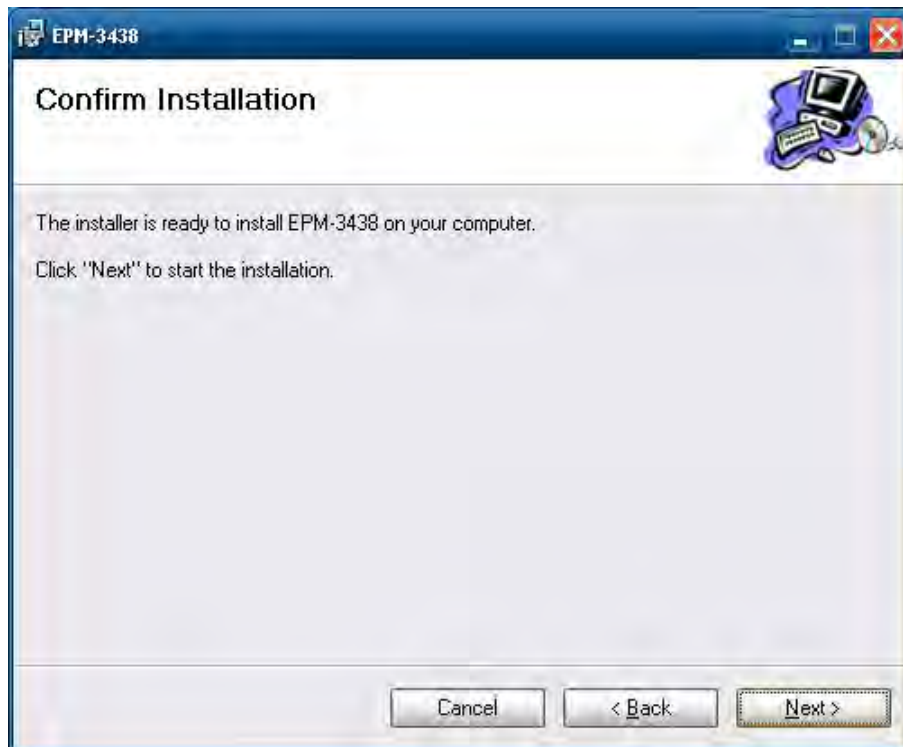 EPM-3438
Confirm Installation
The installer is ready to install EPM-3438 on your computer.
Click "Next" to start the installation.
Cancel
< Back
Next >